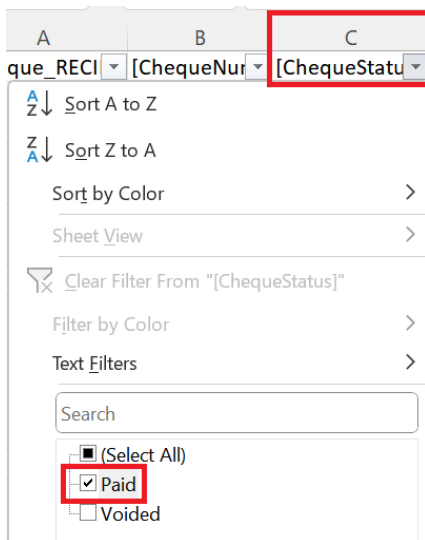 A B C
que_RECI [ChequeNur [ChequeStatu
Sort A to Z
Sort Z to A
Sort by Color
Sheet View
Clear Filter From "[ChequeStatus]"
Filter by Color
Text Filters
Search
(Select All)
Paid
Voided